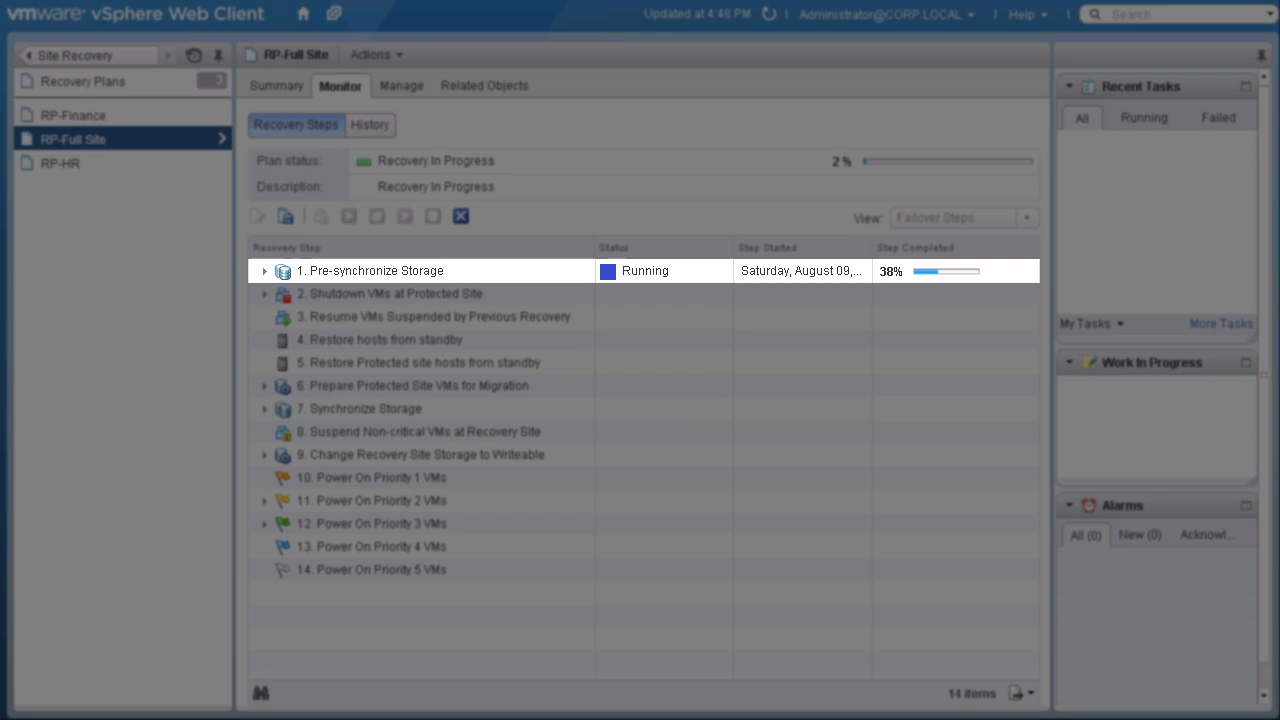 vmware® vSphere Web Client
Updated at 4:48 PM
Administrator@CORP.LOCAL
Help
Search
Site Recovery
Recovery Plans
3
RP-Finance
RP-Full Site
RP-HR
RP-Full Site
Actions
Summary
Monitor
Manage
Related Objects
Recovery Steps
History
Plan status:
Recovery In Progress
2 %
Description:
Recovery In Progress
View:
Failover Steps
Recovery Step
Status
Step Started
Step Completed
1. Pre-synchronize Storage
Running
Saturday, August 09,...
38%
2. Shutdown VMs at Protected Site
3. Resume VMs Suspended by Previous Recovery
4. Restore hosts from standby
5. Restore Protected site hosts from standby
6. Prepare Protected Site VMs for Migration
7. Synchronize Storage
8. Suspend Non-critical VMs at Recovery Site
9. Change Recovery Site Storage to Writeable
10. Power On Priority 1 VMs
11. Power On Priority 2 VMs
12. Power On Priority 3 VMs
13. Power On Priority 4 VMs
14. Power On Priority 5 VMs
14 items
Recent Tasks
All
Running
Failed
My Tasks
More Tasks
Work In Progress
Alarms
All (0)
New (0)
Acknowl...